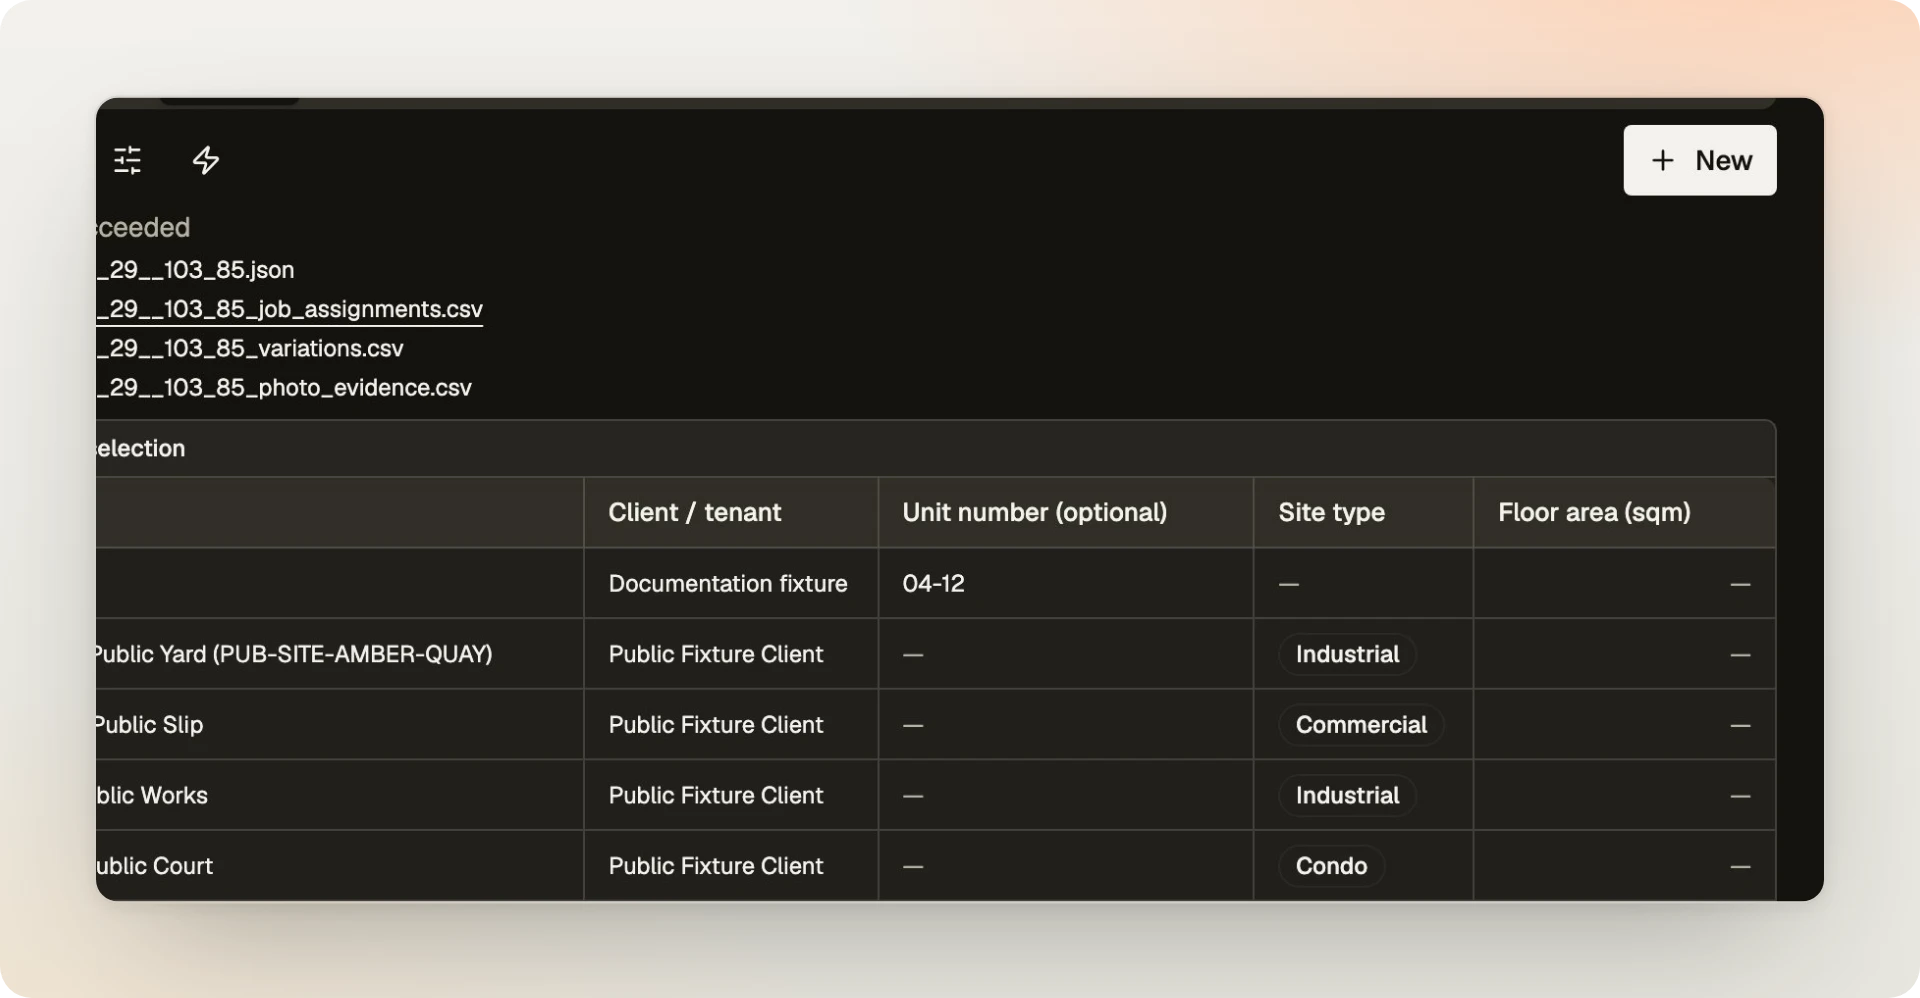 New
ceeded
_29__103_85.json
_29__103_85_job_assignments.csv
_29__103_85_variations.csv
_29__103_85_photo_evidence.csv
election
Client / tenant Unit number (optional) Site type Floor area (sqm)
Documentation fixture 04-12 — —
Public Yard (PUB-SITE-AMBER-QUAY) Public Fixture Client — Industrial —
Public Slip Public Fixture Client — Commercial —
blic Works Public Fixture Client — Industrial —
ublic Court Public Fixture Client — Condo —